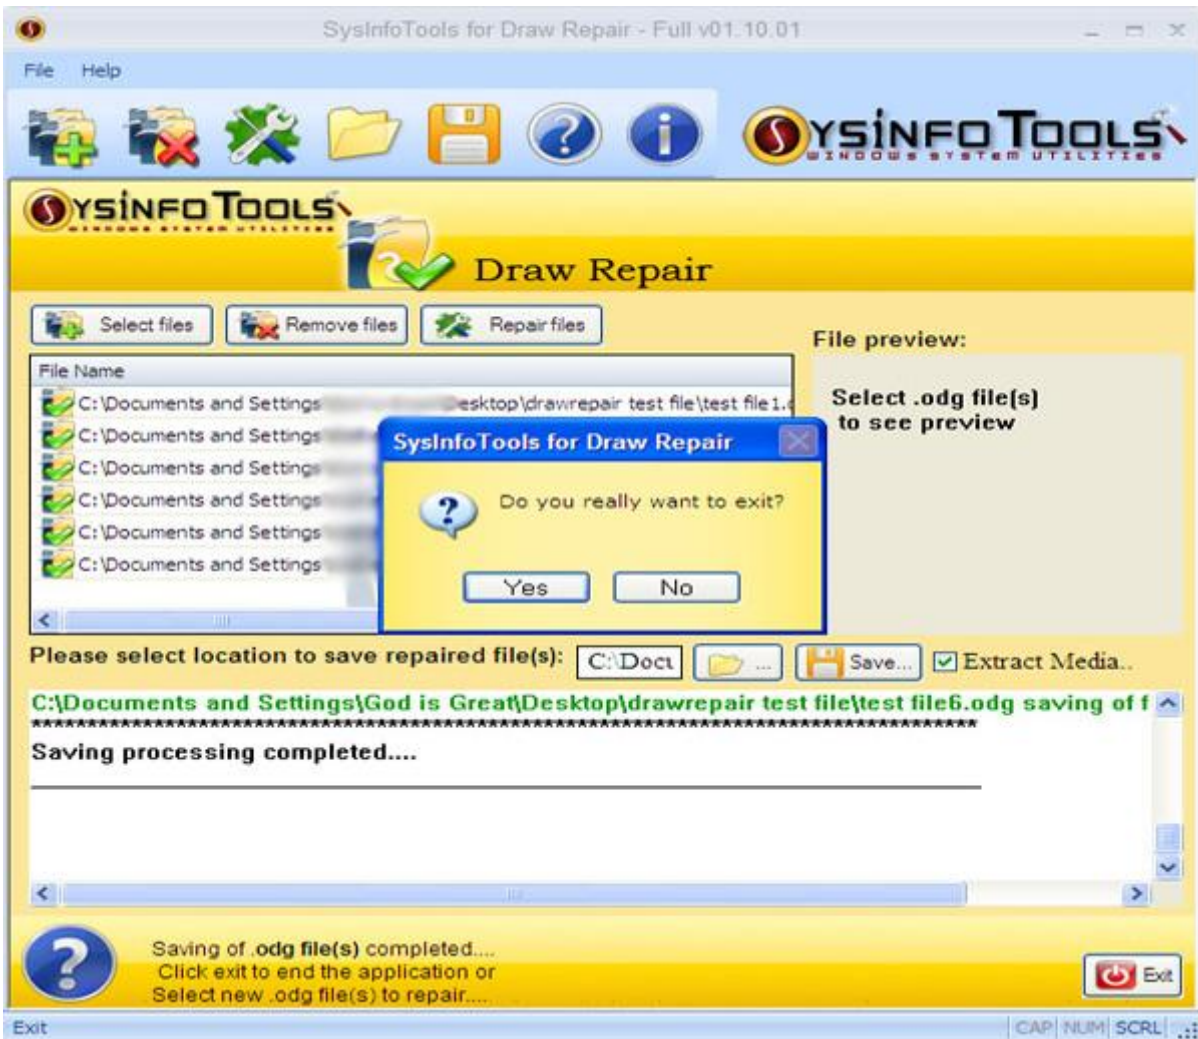 SysInfoTools for Draw Repair - Full v01.10.01
File Help
SYSINFO TOOLS
WINDOWS SYSTEM UTILITIES
SYSINFO TOOLS
WINDOWS SYSTEM UTILITIES
Draw Repair
Select files Remove files Repair files
File preview:
File Name
C:\Documents and Settings esktop\drawrepair test file\test file1.
C:\Documents and Settings
C:\Documents and Settings
C:\Documents and Settings
C:\Documents and Settings
C:\Documents and Settings
Select .odg file(s)
to see preview
SysInfoTools for Draw Repair
Do you really want to exit?
Yes No
Please select location to save repaired file(s): C:\Docu ... Save... Extract Media..
C:\Documents and Settings\God is Great\Desktop\drawrepair test file\test file6.odg saving of f
Saving processing completed....
Saving of .odg file(s) completed....
Click exit to end the application or
Select new .odg file(s) to repair....
Exit
Exit CAP NUM SCRL